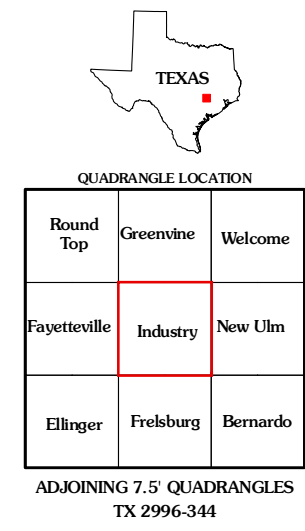 TEXAS
QUADRANGLE LOCATION
Round
Top
Greenvine
Welcome
Fayetteville
Industry
New Ulm
Ellinger
Frelsburg
Bernardo
ADJOINING 7.5' QUADRANGLES
TX 2996-344